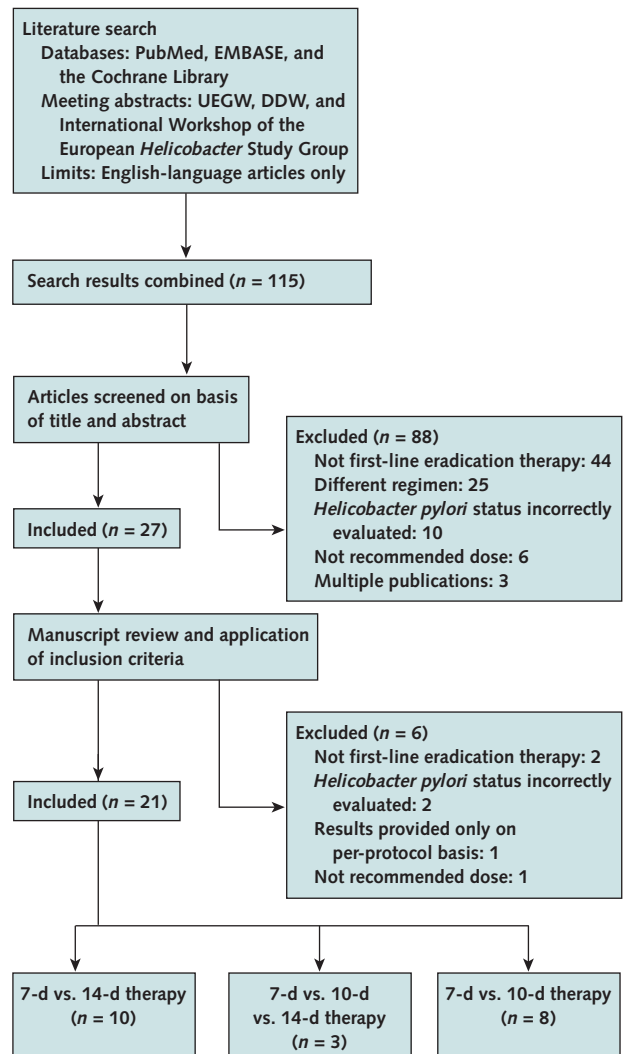 Literature search
Databases: PubMed, EMBASE, and
the Cochrane Library
Meeting abstracts: UEGW, DDW, and
International Workshop of the
European Helicobacter Study Group
Limits: English-language articles only
Search results combined (n = 115)
Articles screened on basis
of title and abstract
Excluded (n = 88)
Not first-line eradication therapy: 44
Different regimen: 25
Helicobacter pylori status incorrectly
evaluated: 10
Not recommended dose: 6
Multiple publications: 3
Included (n = 27)
Manuscript review and application
of inclusion criteria
Excluded (n = 6)
Not first-line eradication therapy: 2
Helicobacter pylori status incorrectly
evaluated: 2
Results provided only on
per-protocol basis: 1
Not recommended dose: 1
Included (n = 21)
7-d vs. 14-d therapy
(n = 10)
7-d vs. 10-d
vs. 14-d therapy
(n = 3)
7-d vs. 10-d therapy
(n = 8)